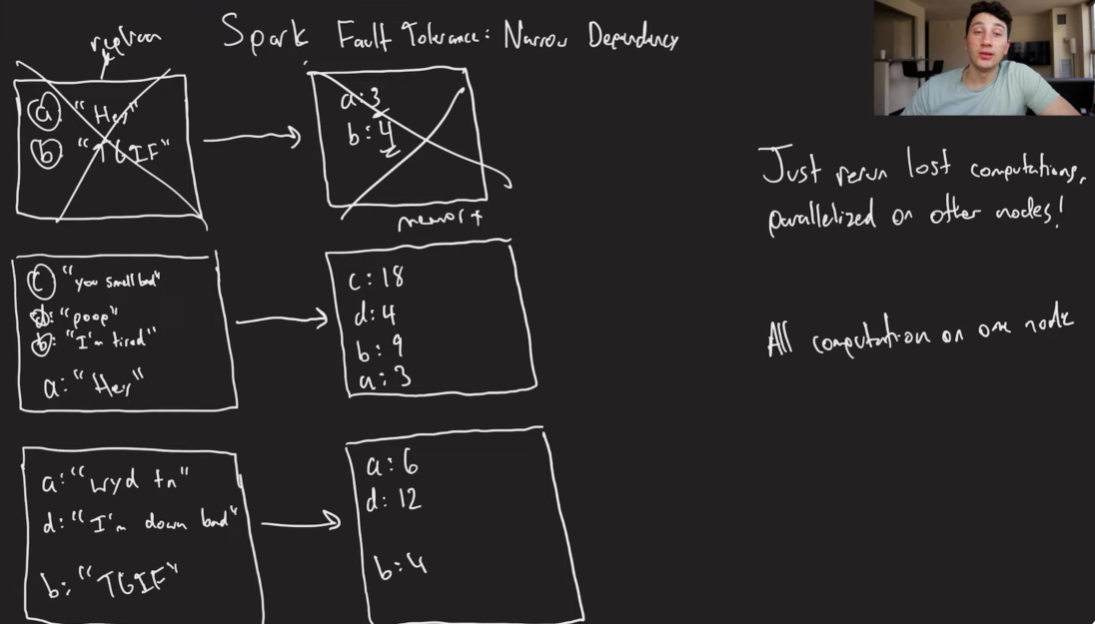 Spark Fault Tolerance: Narrow Dependency
replica
a: "Hey"
b: "TGIF"
a: 3
b: 4
memory
c: "you smell bad"
d: "poop"
b: "I'm tired"
a: "Hey"
c: 18
d: 4
b: 9
a: 3
a: "wyd tn"
d: "I'm down bad"
b: "TGIF"
a: 6
d: 12
b: 4
Just rerun lost computations,
parallelized on other nodes!
All computation on one node